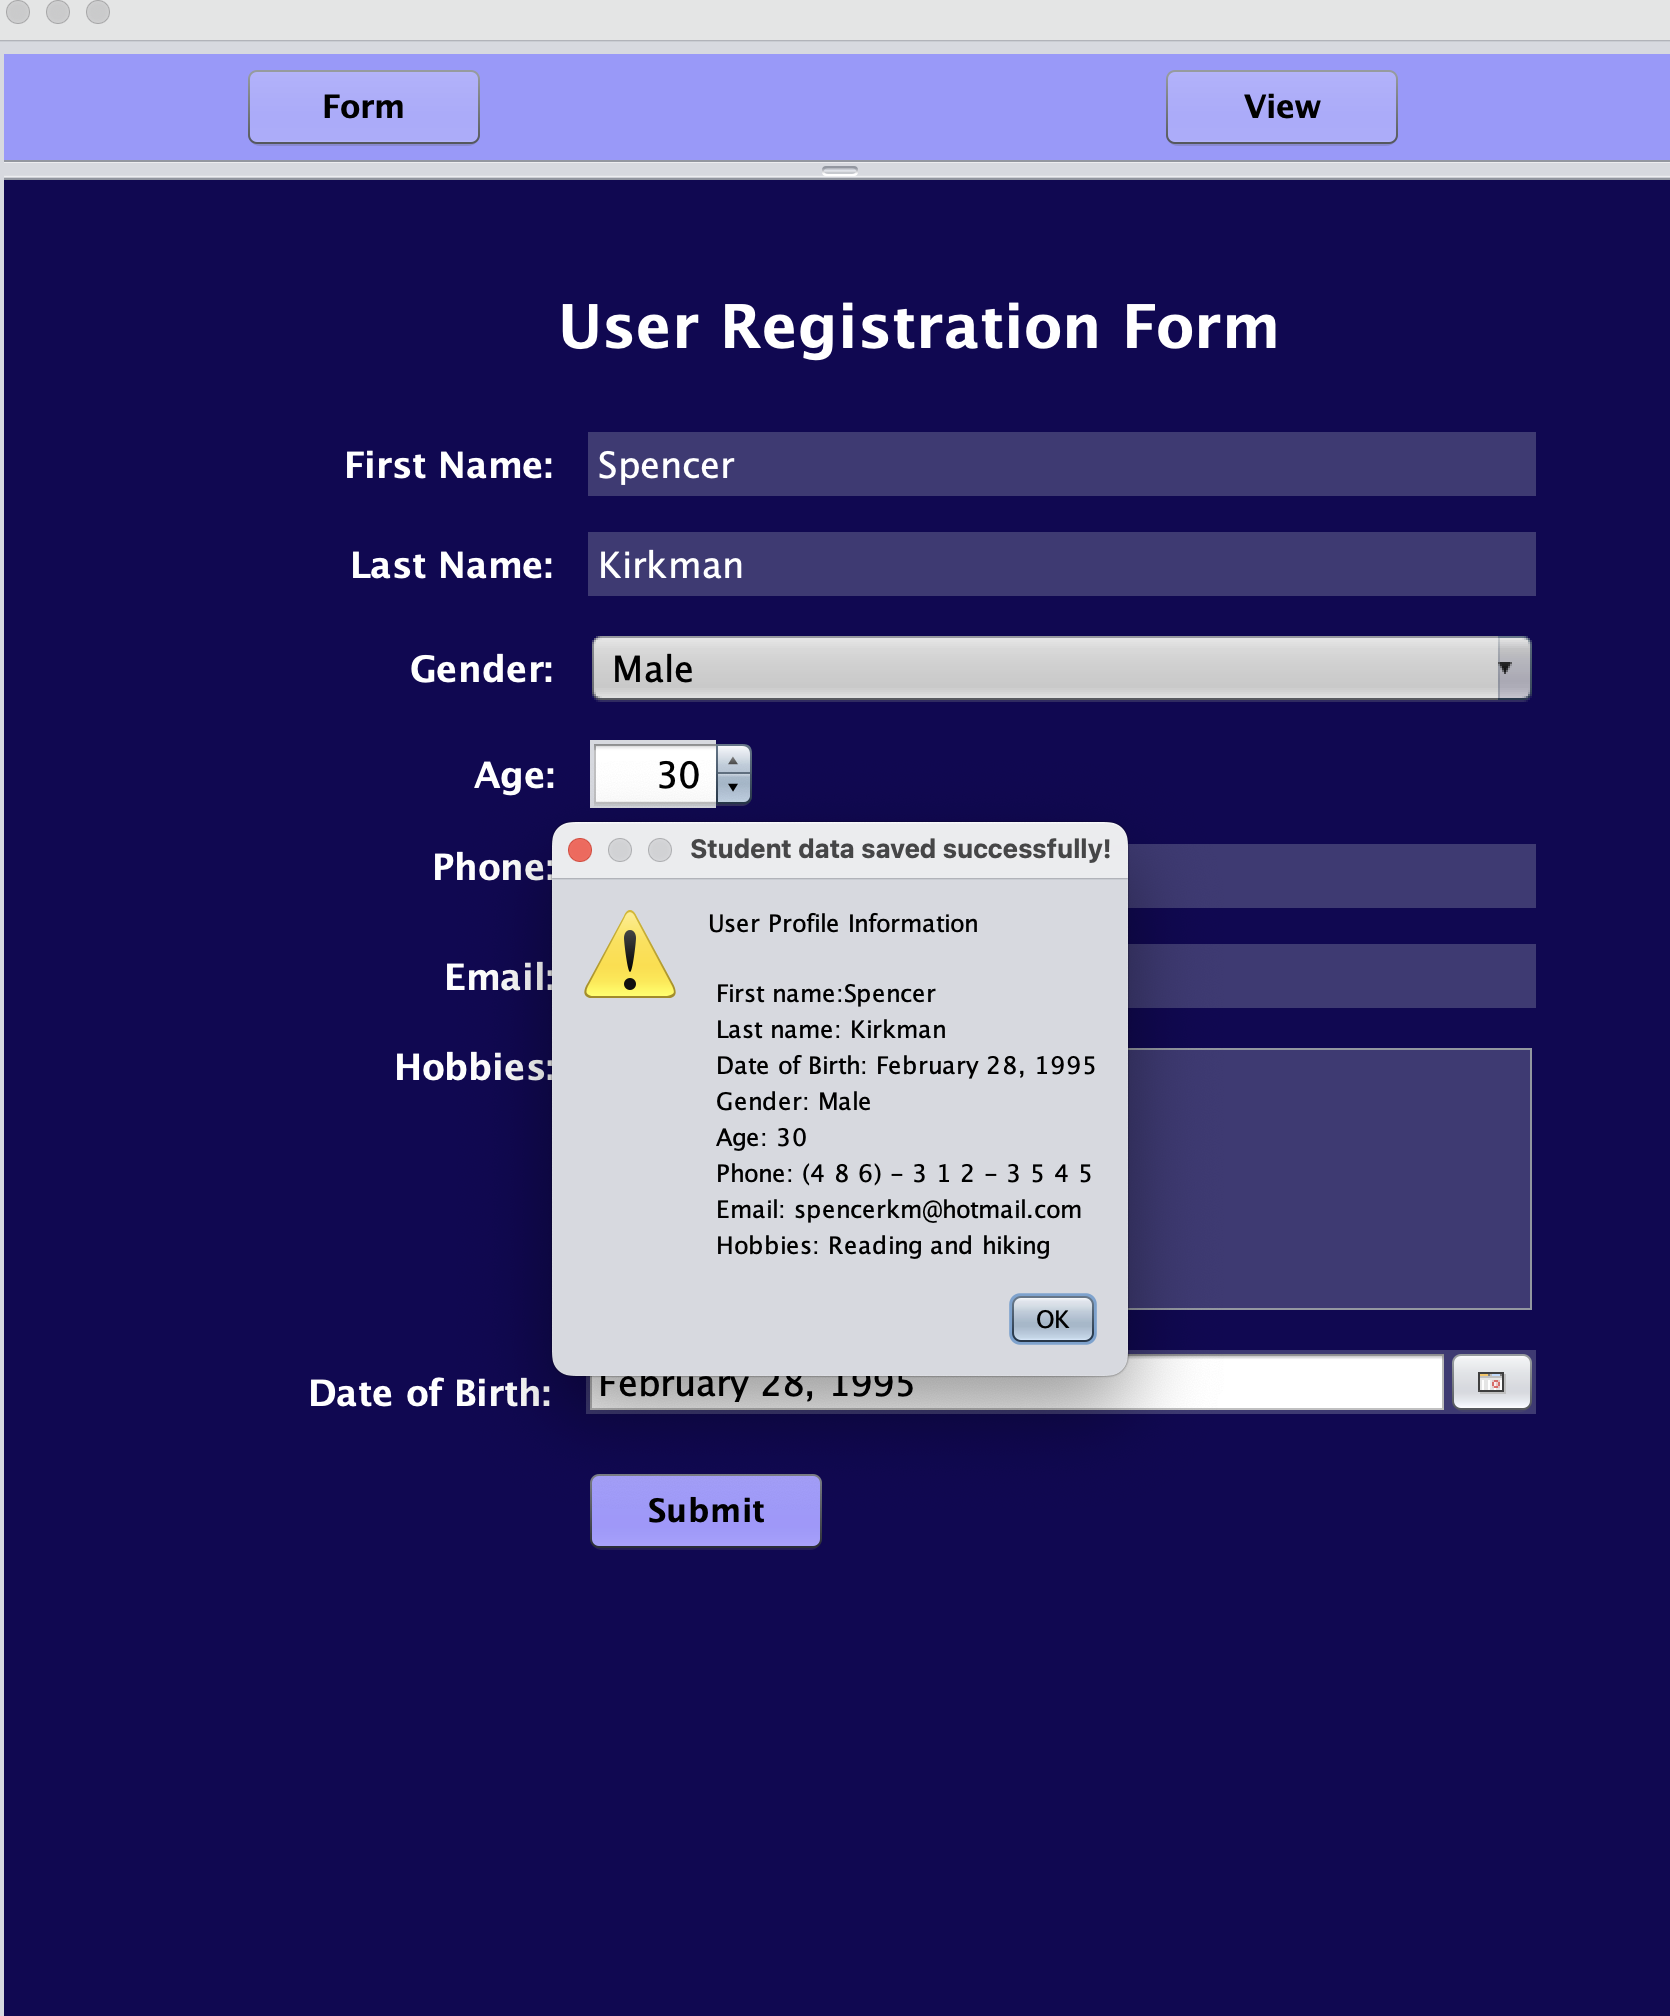 Form
View
User Registration Form
First Name: Spencer
Last Name: Kirkman
Gender: Male
Age: 30
Phone:
Email:
Hobbies:
Student data saved successfully!
User Profile Information
First name:Spencer
Last name: Kirkman
Date of Birth: February 28, 1995
Gender: Male
Age: 30
Phone: (4 8 6) - 3 1 2 - 3 5 4 5
Email: spencerkm@hotmail.com
Hobbies: Reading and hiking
OK
Date of Birth: February 28, 1995
Submit